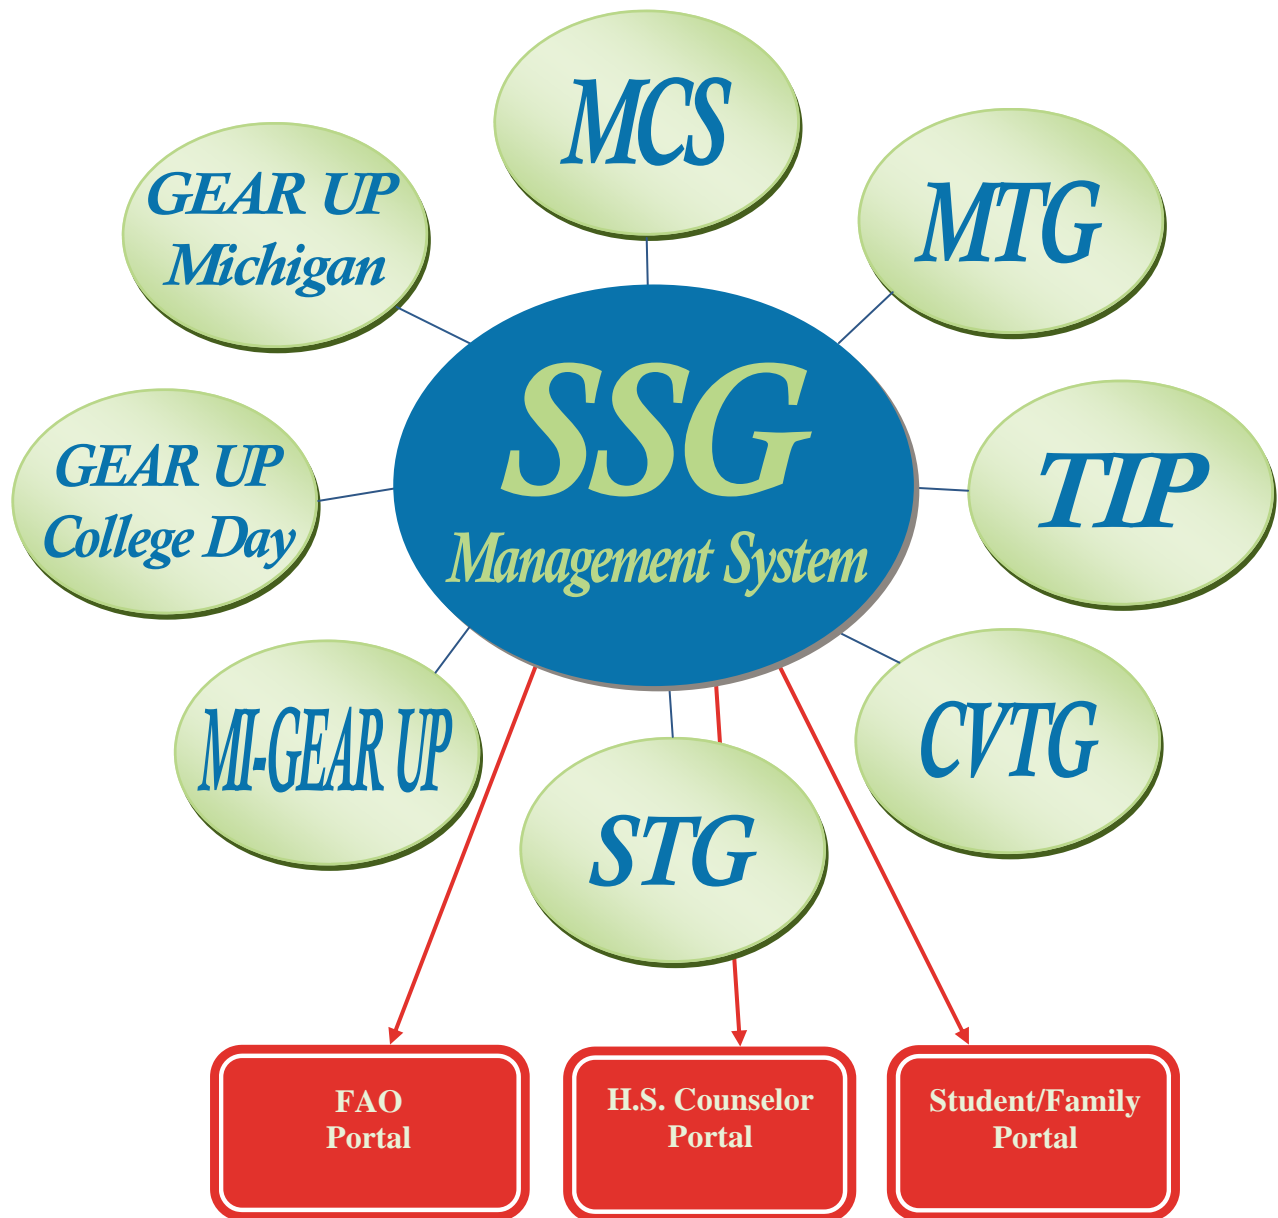 MCS
GEAR UP
Michigan
MTG
SSG
Management System
GEAR UP
College Day
TIP
MI-GEAR UP
CVTG
STG
FAO
Portal
H.S. Counselor
Portal
Student/Family
Portal